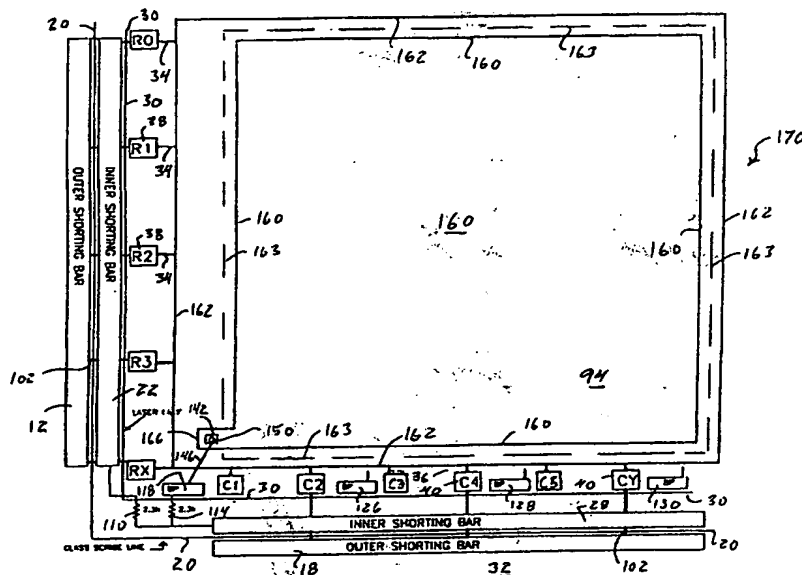 20
30
R0
34
162
160
163
170
30
38
R1
34
OUTER SHORTING BAR
INNER SHORTING BAR
160
163
160
160
162
163
38
R2
34
162
R3
102
22
12
LASER CUT
142
94
166
150
160
146
163
162
RX
118
C1
C2
C3
36
40
C4
C5
40
CY
30
126
128
130
30
110
114
INNER SHORTING BAR
28
GLASS SCRIBE LINE
20
OUTER SHORTING BAR
18
32
102
20